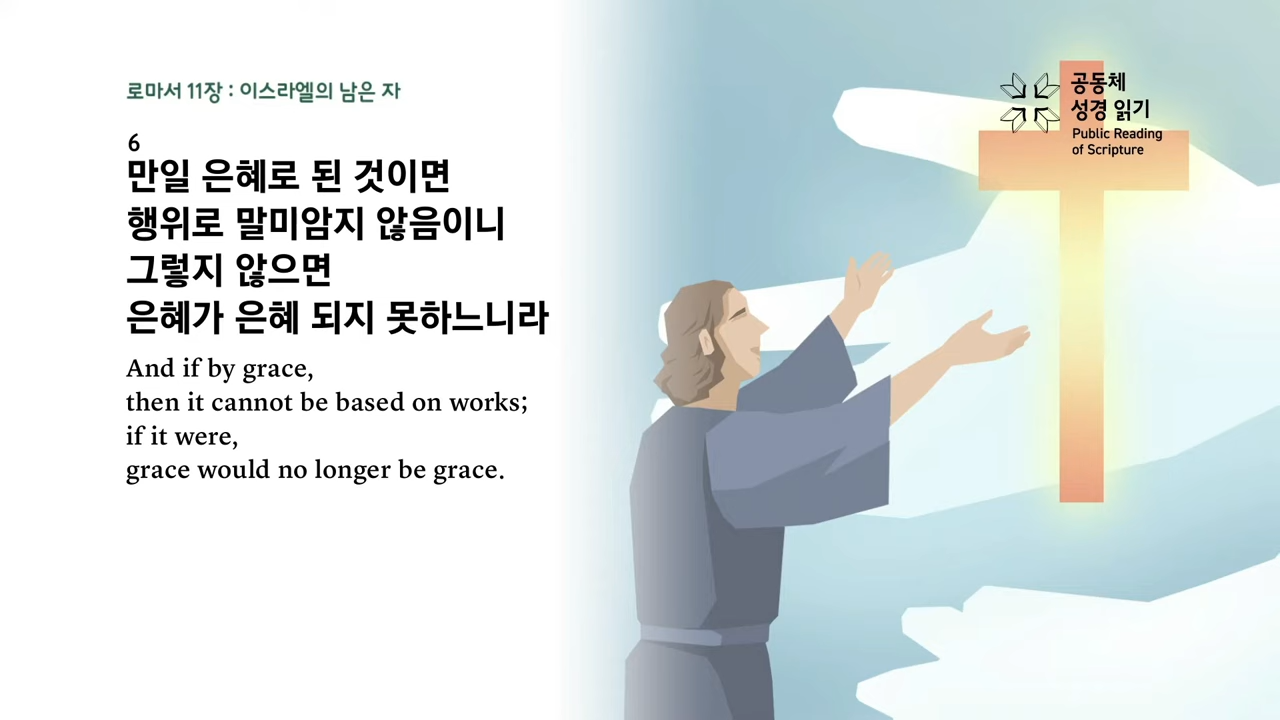 로마서 11장 : 이스라엘의 남은 자
6
만일 은혜로 된 것이면
행위로 말미암지 않음이니
그렇지 않으면
은혜가 은혜 되지 못하느니라
And if by grace,
then it cannot be based on works;
if it were,
grace would no longer be grace.
공동체
성경 읽기
Public Reading
of Scripture